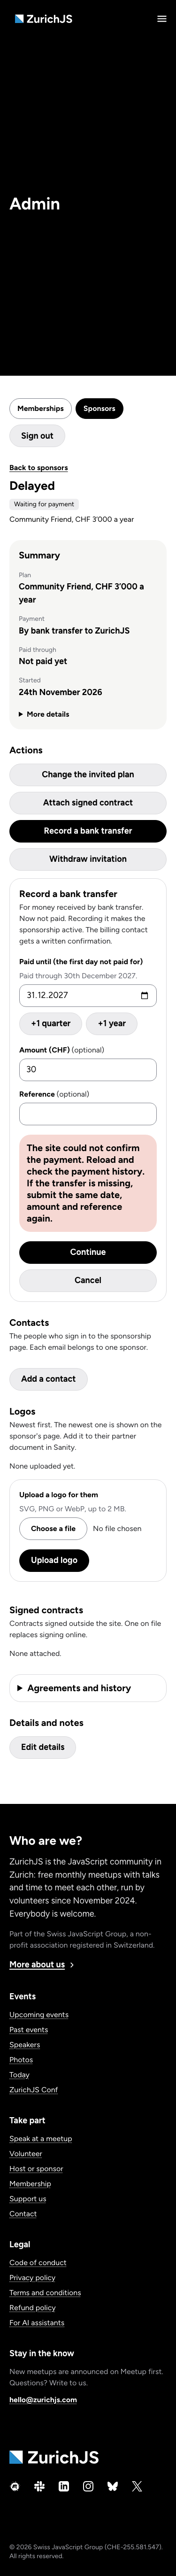 ZurichJS
Admin
Memberships
Sponsors
Sign out
Back to sponsors
Delayed
Waiting for payment
Community Friend, CHF 3’000 a year
Summary
Plan
Community Friend, CHF 3’000 a
year
Payment
By bank transfer to ZurichJS
Paid through
Not paid yet
Started
24th November 2026
More details
Actions
Change the invited plan
Attach signed contract
Record a bank transfer
Withdraw invitation
Record a bank transfer
For money received by bank transfer.
Now not paid. Recording it makes the
sponsorship active. The billing contact
gets a written confirmation.
Paid until (the first day not paid for)
Paid through 30th December 2027.
31.12.2027
+1 quarter
+1 year
Amount (CHF) (optional)
30
Reference (optional)
The site could not confirm
the payment. Reload and
check the payment history.
If the transfer is missing,
submit the same date,
amount and reference
again.
Continue
Cancel
Contacts
The people who sign in to the sponsorship
page. Each email belongs to one sponsor.
Add a contact
Logos
Newest first. The newest one is shown on the
sponsor's page. Add it to their partner
document in Sanity.
None uploaded yet.
Upload a logo for them
SVG, PNG or WebP, up to 2 MB.
Choose a file
No file chosen
Upload logo
Signed contracts
Contracts signed outside the site. One on file
replaces signing online.
None attached.
Agreements and history
Details and notes
Edit details
Who are we?
ZurichJS is the JavaScript community in
Zurich: free monthly meetups with talks
and time to meet each other, run by
volunteers since November 2024.
Everybody is welcome.
Part of the Swiss JavaScript Group, a non-
profit association registered in Switzerland.
More about us
Events
Upcoming events
Past events
Speakers
Photos
Today
ZurichJS Conf
Take part
Speak at a meetup
Volunteer
Host or sponsor
Membership
Support us
Contact
Legal
Code of conduct
Privacy policy
Terms and conditions
Refund policy
For AI assistants
Stay in the know
New meetups are announced on Meetup first.
Questions? Write to us.
hello@zurichjs.com
ZurichJS
© 2026 Swiss JavaScript Group (CHE-255.581.547).
All rights reserved.